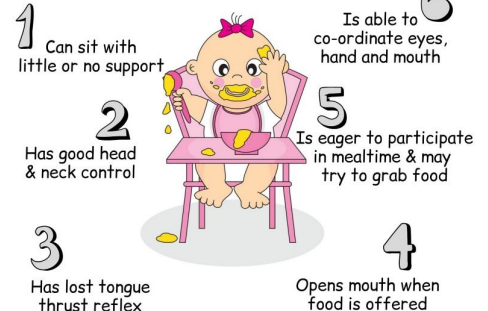 1
Can sit with
little or no support
2
Has good head
& neck control
3
Has lost tongue
thrust reflex
Is able to
co-ordinate eyes,
hand and mouth
5
Is eager to participate
in mealtime & may
try to grab food
4
Opens mouth when
food is offered